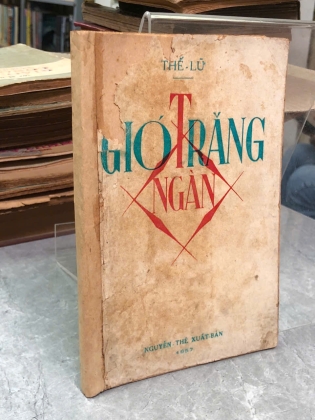 THẾ-LỮ
GIÓ TRĂNG
NGÀN
NGUYỄN THẾ XUẤT-BẢN